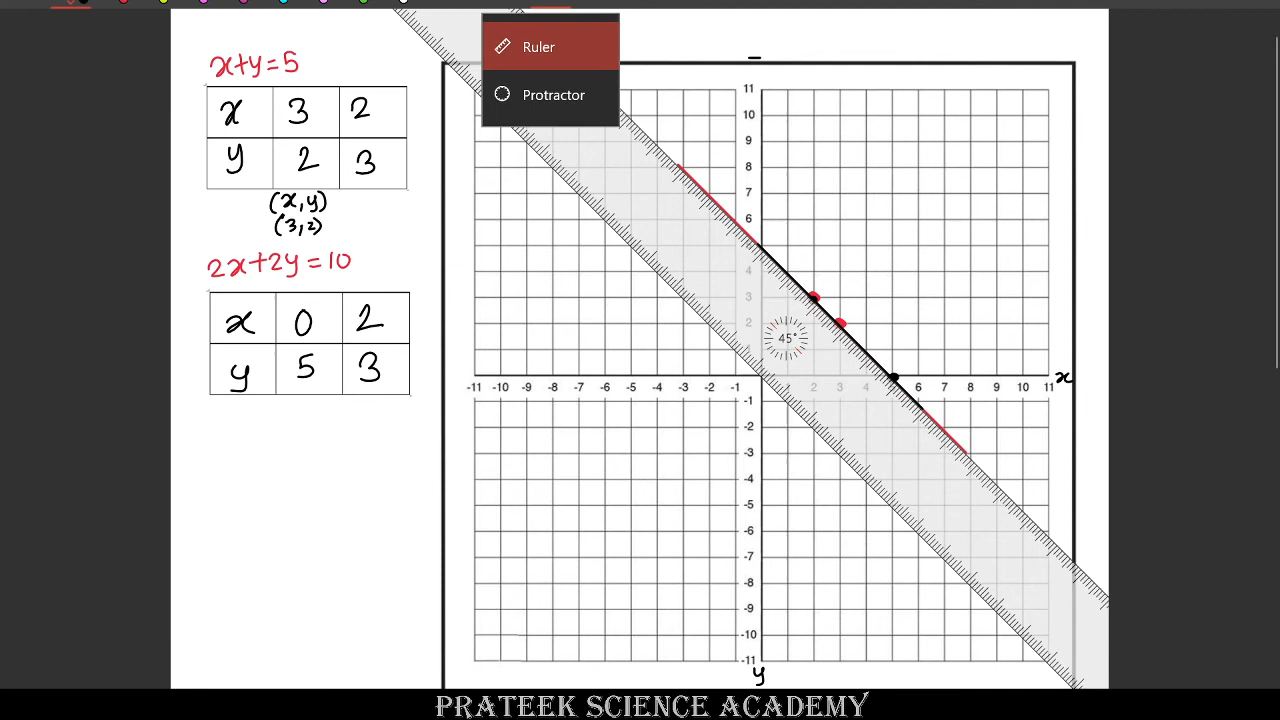 x+y=5
x 3 2
y 2 3
(x,y)
(3,2)
2x+2y=10
x 0 2
y 5 3
Ruler
Protractor
11
10
9
8
7
6
4
3
2
45°
-11 -10 -9 -8 -7 -6 -5 -4 -3 -2 -1 2 3 4 6 7 8 9 10 11 x
-1
-2
-3
-4
-5
-6
-7
-8
-9
-10
-11
y
PRATEEK SCIENCE ACADEMY